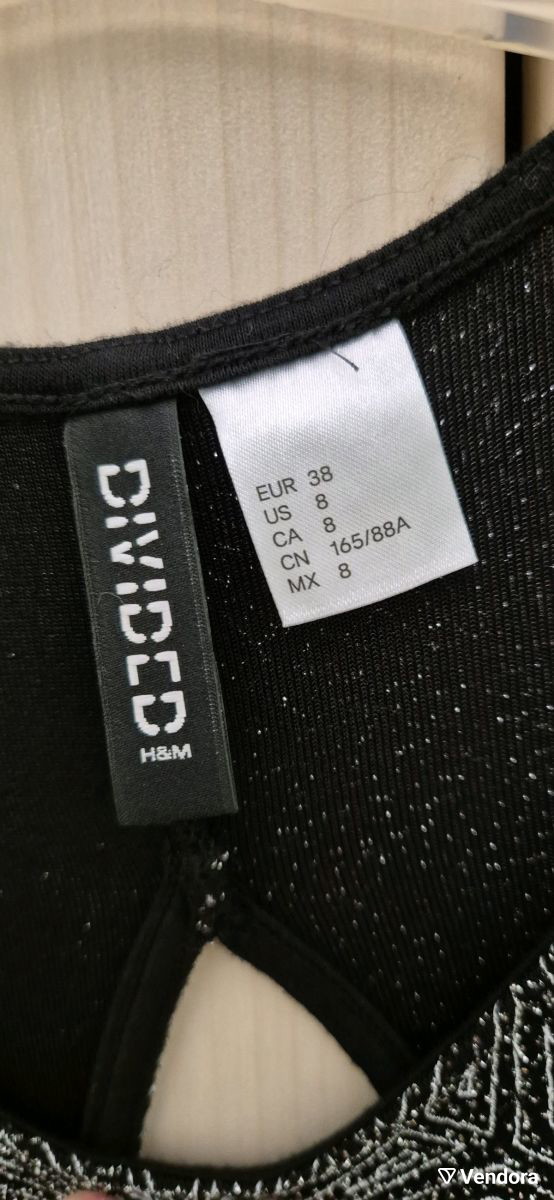 DIVIDED
H&M
EUR 38
US 8
CA 8
CN 165/88A
MX 8
Vendora